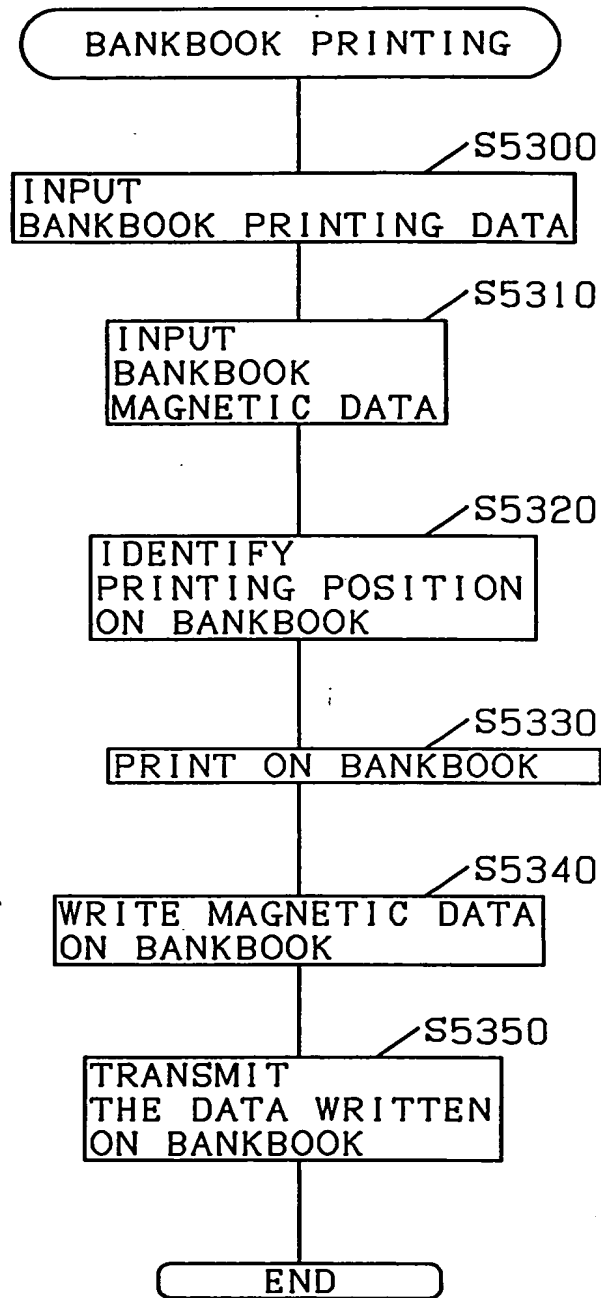 BANKBOOK PRINTING
S5300
INPUT
BANKBOOK PRINTING DATA
S5310
INPUT
BANKBOOK
MAGNETIC DATA
S5320
IDENTIFY
PRINTING POSITION
ON BANKBOOK
S5330
PRINT ON BANKBOOK
S5340
WRITE MAGNETIC DATA
ON BANKBOOK
S5350
TRANSMIT
THE DATA WRITTEN
ON BANKBOOK
END